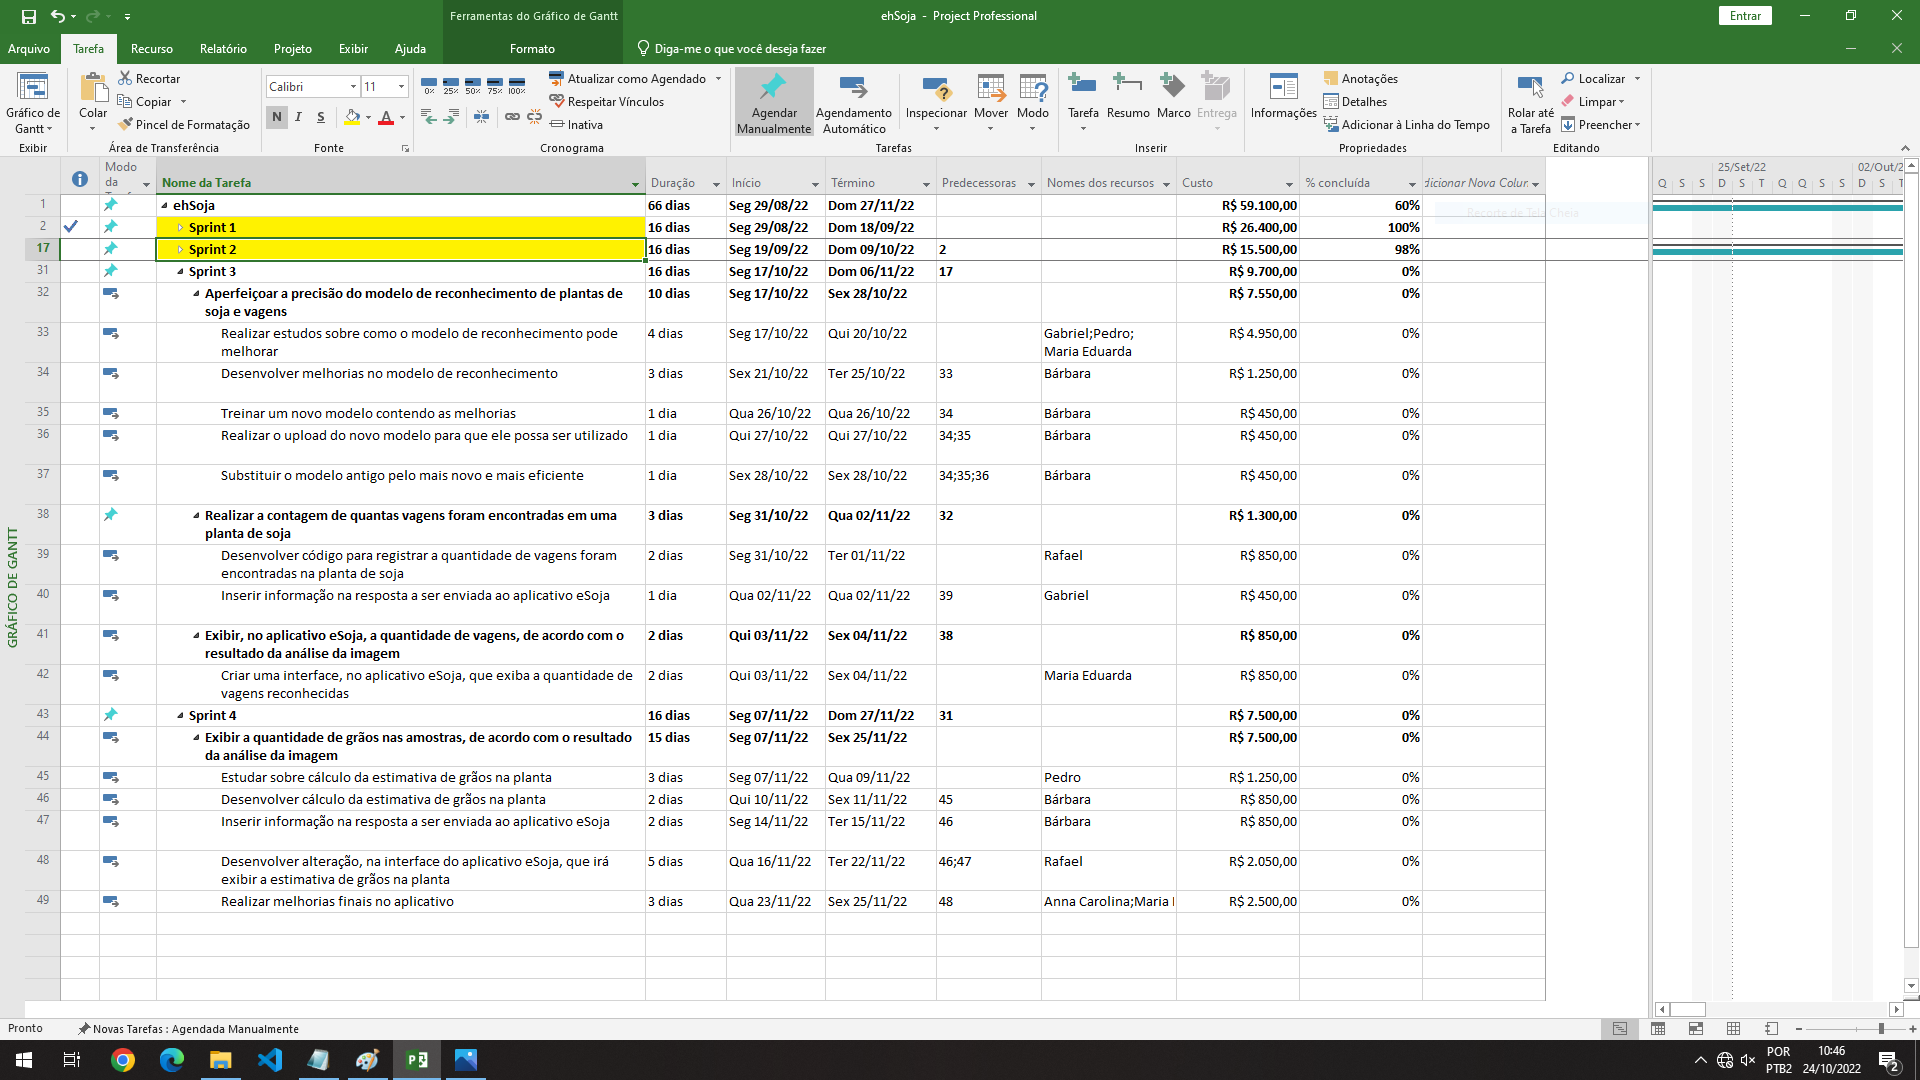 Ferramentas do Gráfico de Gantt
ehSoja - Project Professional
Entrar
Arquivo Tarefa Recurso Relatório Projeto Exibir Ajuda Formato Diga-me o que você deseja fazer
Gráfico de Gantt
Exibir
Colar
Recortar
Copiar
Pincel de Formatação
Área de Transferência
Calibri 11
N I S
Fonte
0% 25% 50% 75% 100%
Atualizar como Agendado
Respeitar Vínculos
Inativa
Cronograma
Agendar Manualmente
Agendamento Automático
Inspecionar Mover Modo
Tarefas
Tarefa Resumo Marco Entrega
Inserir
Informações
Anotações
Detalhes
Adicionar à Linha do Tempo
Propriedades
Rolar até a Tarefa
Localizar
Limpar
Preencher
Editando
Modo da Nome da Tarefa Duração Início Término Predecessoras Nomes dos recursos Custo % concluída dicionar Nova Colur
25/Set/22 02/Out/2
Q S S D S T Q Q S S D S T
Recorte de Tela Cheia
1 ehSoja 66 dias Seg 29/08/22 Dom 27/11/22 R$ 59.100,00 60%
2 Sprint 1 16 dias Seg 29/08/22 Dom 18/09/22 R$ 26.400,00 100%
17 Sprint 2 16 dias Seg 19/09/22 Dom 09/10/22 2 R$ 15.500,00 98%
31 Sprint 3 16 dias Seg 17/10/22 Dom 06/11/22 17 R$ 9.700,00 0%
32 Aperfeiçoar a precisão do modelo de reconhecimento de plantas de 10 dias Seg 17/10/22 Sex 28/10/22 R$ 7.550,00 0%
soja e vagens
33 Realizar estudos sobre como o modelo de reconhecimento pode 4 dias Seg 17/10/22 Qui 20/10/22 Gabriel;Pedro; R$ 4.950,00 0%
melhorar Maria Eduarda
34 Desenvolver melhorias no modelo de reconhecimento 3 dias Sex 21/10/22 Ter 25/10/22 33 Bárbara R$ 1.250,00 0%
35 Treinar um novo modelo contendo as melhorias 1 dia Qua 26/10/22 Qua 26/10/22 34 Bárbara R$ 450,00 0%
36 Realizar o upload do novo modelo para que ele possa ser utilizado 1 dia Qui 27/10/22 Qui 27/10/22 34;35 Bárbara R$ 450,00 0%
37 Substituir o modelo antigo pelo mais novo e mais eficiente 1 dia Sex 28/10/22 Sex 28/10/22 34;35;36 Bárbara R$ 450,00 0%
38 Realizar a contagem de quantas vagens foram encontradas em uma 3 dias Seg 31/10/22 Qua 02/11/22 32 R$ 1.300,00 0%
planta de soja
39 Desenvolver código para registrar a quantidade de vagens foram 2 dias Seg 31/10/22 Ter 01/11/22 Rafael R$ 850,00 0%
encontradas na planta de soja
40 Inserir informação na resposta a ser enviada ao aplicativo eSoja 1 dia Qua 02/11/22 Qua 02/11/22 39 Gabriel R$ 450,00 0%
41 Exibir, no aplicativo eSoja, a quantidade de vagens, de acordo com o 2 dias Qui 03/11/22 Sex 04/11/22 38 R$ 850,00 0%
resultado da análise da imagem
42 Criar uma interface, no aplicativo eSoja, que exiba a quantidade de 2 dias Qui 03/11/22 Sex 04/11/22 Maria Eduarda R$ 850,00 0%
vagens reconhecidas
43 Sprint 4 16 dias Seg 07/11/22 Dom 27/11/22 31 R$ 7.500,00 0%
44 Exibir a quantidade de grãos nas amostras, de acordo com o resultado 15 dias Seg 07/11/22 Sex 25/11/22 R$ 7.500,00 0%
da análise da imagem
45 Estudar sobre cálculo da estimativa de grãos na planta 3 dias Seg 07/11/22 Qua 09/11/22 Pedro R$ 1.250,00 0%
46 Desenvolver cálculo da estimativa de grãos na planta 2 dias Qui 10/11/22 Sex 11/11/22 45 Bárbara R$ 850,00 0%
47 Inserir informação na resposta a ser enviada ao aplicativo eSoja 2 dias Seg 14/11/22 Ter 15/11/22 46 Bárbara R$ 850,00 0%
48 Desenvolver alteração, na interface do aplicativo eSoja, que irá 5 dias Qua 16/11/22 Ter 22/11/22 46;47 Rafael R$ 2.050,00 0%
exibir a estimativa de grãos na planta
49 Realizar melhorias finais no aplicativo 3 dias Qua 23/11/22 Sex 25/11/22 48 Anna Carolina;Maria R$ 2.500,00 0%
GRÁFICO DE GANTT
Pronto Novas Tarefas : Agendada Manualmente
POR
PTB2
10:46
24/10/2022
2